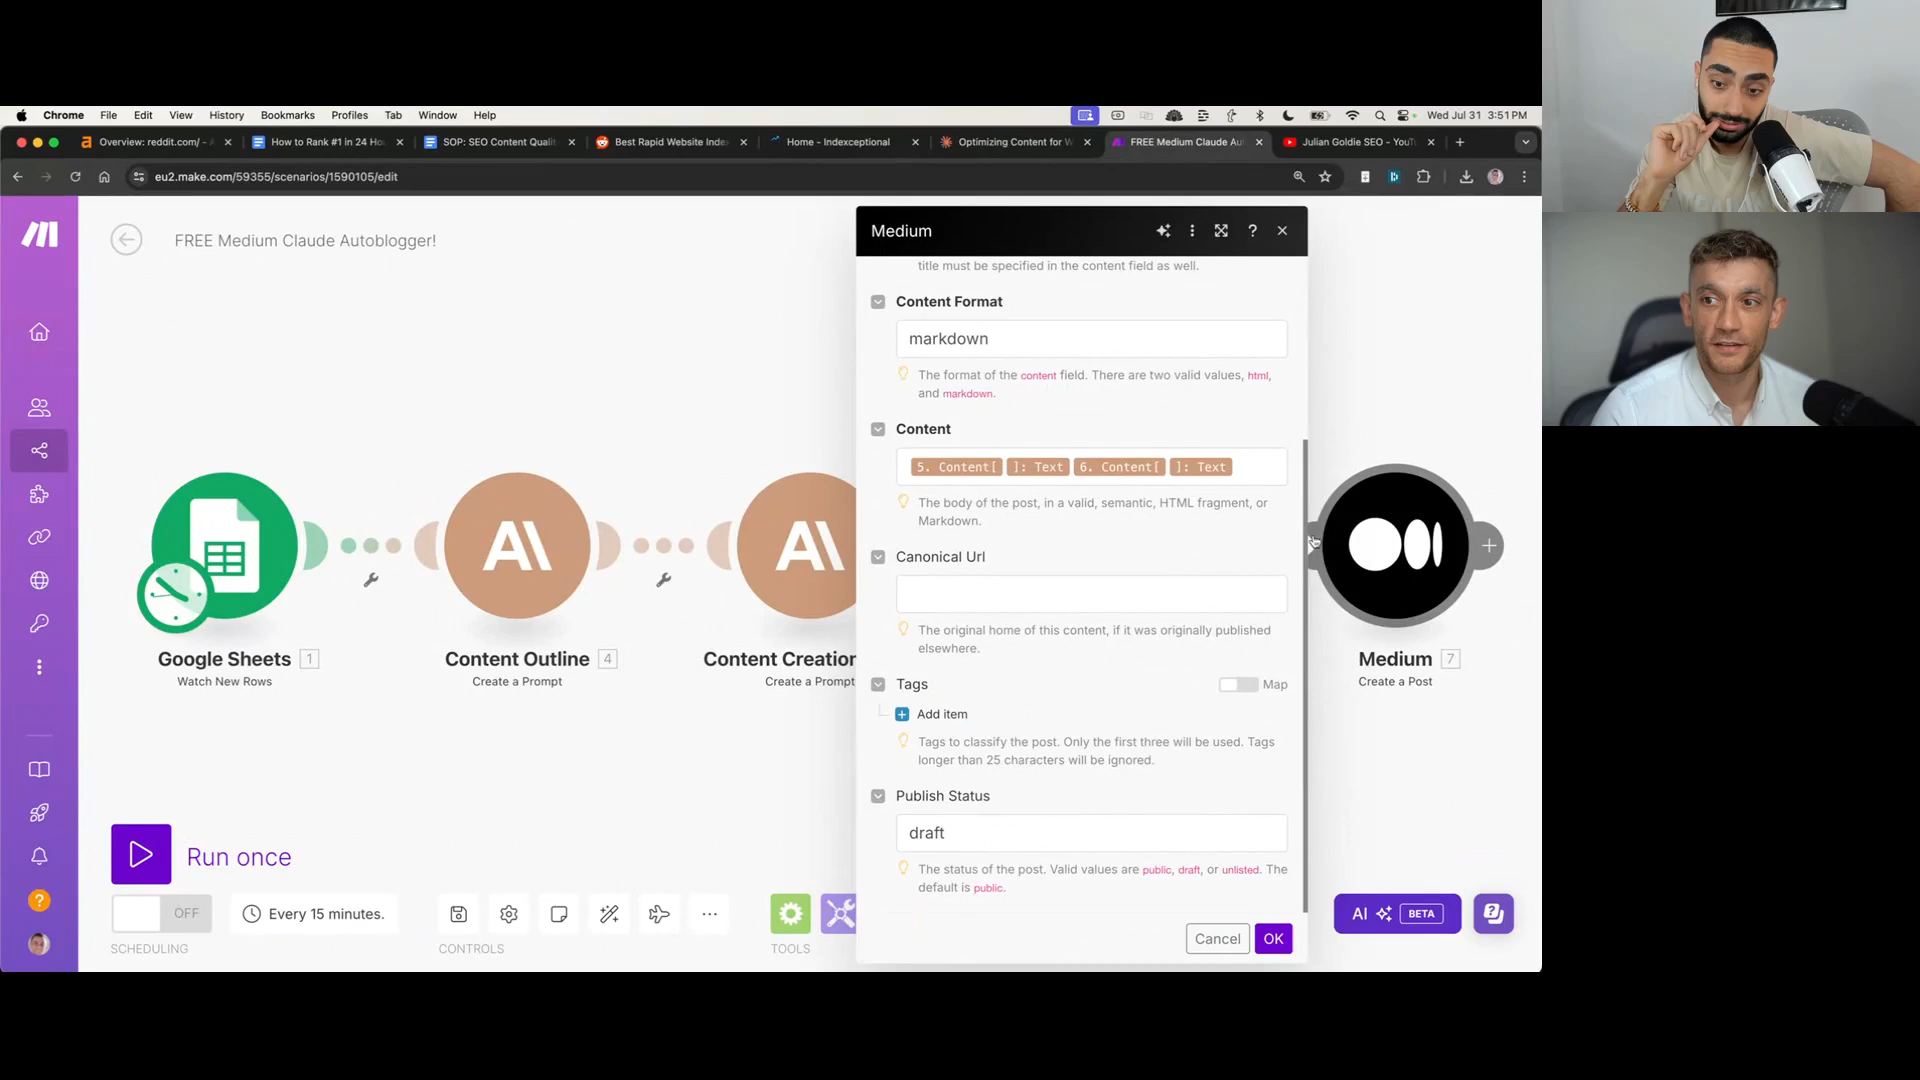 Chrome File Edit View History Bookmarks Profiles Tab Window Help Wed Jul 31 3:51 PM
Overview: reddit.com/ - A How to Rank #1 in 24 Ho SOP: SEO Content Quali Best Rapid Website Inde Home - Indexceptional Optimizing Content for W FREE Medium Claude Aut Julian Goldie SEO - YouT
eu2.make.com/59355/scenarios/1590105/edit
FREE Medium Claude Autoblogger!
Medium
title must be specified in the content field as well.
Content Format
markdown
The format of the content field. There are two valid values, html,
and markdown.
Content
5. Content[ ]: Text 6. Content[ ]: Text
The body of the post, in a valid, semantic, HTML fragment, or
Markdown.
Canonical Url
The original home of this content, if it was originally published
elsewhere.
Tags Map
Add item
Tags to classify the post. Only the first three will be used. Tags
longer than 25 characters will be ignored.
Publish Status
draft
The status of the post. Valid values are public, draft, or unlisted. The
default is public.
Cancel OK
Google Sheets 1
Watch New Rows
Content Outline 4
Create a Prompt
Content Creation
Create a Prompt
Medium 7
Create a Post
Run once
OFF Every 15 minutes.
SCHEDULING CONTROLS TOOLS
AI BETA